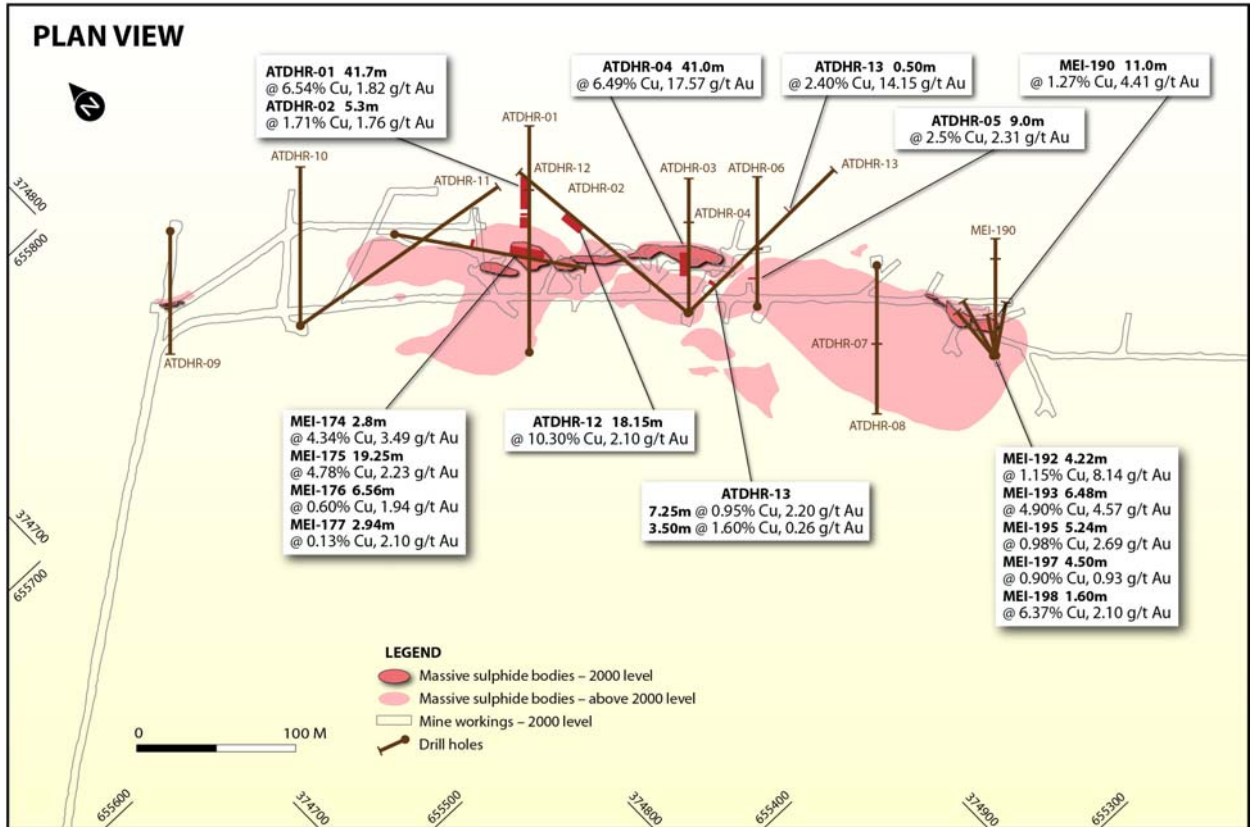 PLAN VIEW
N
ATDHR-01 41.7m
@ 6.54% Cu, 1.82 g/t Au
ATDHR-02 5.3m
@ 1.71% Cu, 1.76 g/t Au
ATDHR-04 41.0m
@ 6.49% Cu, 17.57 g/t Au
ATDHR-13 0.50m
@ 2.40% Cu, 14.15 g/t Au
MEI-190 11.0m
@ 1.27% Cu, 4.41 g/t Au
ATDHR-05 9.0m
@ 2.5% Cu, 2.31 g/t Au
ATDHR-01
ATDHR-10
ATDHR-11
ATDHR-12
ATDHR-02
ATDHR-03
ATDHR-06
ATDHR-13
ATDHR-04
MEI-190
374800
655800
ATDHR-09
ATDHR-07
ATDHR-08
MEI-174 2.8m
@ 4.34% Cu, 3.49 g/t Au
MEI-175 19.25m
@ 4.78% Cu, 2.23 g/t Au
MEI-176 6.56m
@ 0.60% Cu, 1.94 g/t Au
MEI-177 2.94m
@ 0.13% Cu, 2.10 g/t Au
ATDHR-12 18.15m
@ 10.30% Cu, 2.10 g/t Au
ATDHR-13
7.25m @ 0.95% Cu, 2.20 g/t Au
3.50m @ 1.60% Cu, 0.26 g/t Au
MEI-192 4.22m
@ 1.15% Cu, 8.14 g/t Au
MEI-193 6.48m
@ 4.90% Cu, 4.57 g/t Au
MEI-195 5.24m
@ 0.98% Cu, 2.69 g/t Au
MEI-197 4.50m
@ 0.90% Cu, 0.93 g/t Au
MEI-198 1.60m
@ 6.37% Cu, 2.10 g/t Au
374700
655700
LEGEND
Massive sulphide bodies – 2000 level
Massive sulphide bodies – above 2000 level
Mine workings – 2000 level
Drill holes
0 100 M
655600
374700
655500
374800
655400
374900
655300